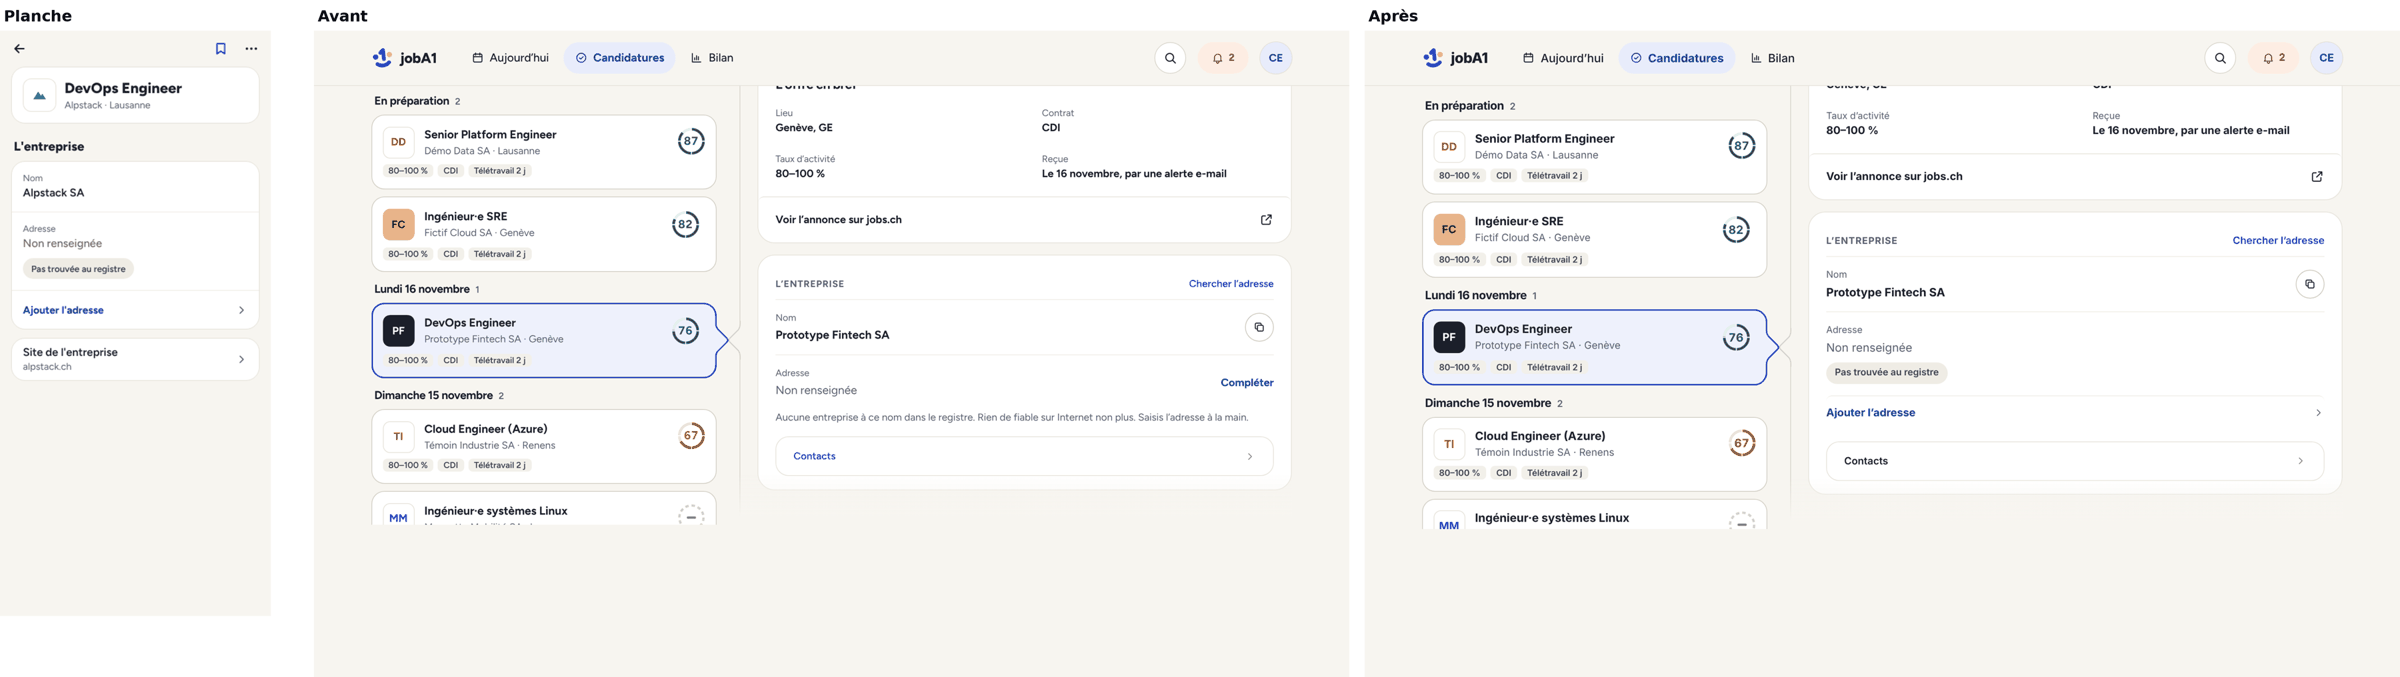 Planche
DevOps Engineer
Alpstack · Lausanne
L'entreprise
Nom
Alpstack SA
Adresse
Non renseignée
Pas trouvée au registre
Ajouter l'adresse
Site de l'entreprise
alpstack.ch
Avant
jobA1
Aujourd'hui
Candidatures
Bilan
2
CE
En préparation 2
DD
Senior Platform Engineer
Démo Data SA · Lausanne
87
80–100 %
CDI
Télétravail 2 j
FC
Ingénieur·e SRE
Fictif Cloud SA · Genève
82
80–100 %
CDI
Télétravail 2 j
Lundi 16 novembre 1
PF
DevOps Engineer
Prototype Fintech SA · Genève
76
80–100 %
CDI
Télétravail 2 j
Dimanche 15 novembre 2
TI
Cloud Engineer (Azure)
Témoin Industrie SA · Renens
67
80–100 %
CDI
Télétravail 2 j
MM
Ingénieur·e systèmes Linux
–
Lieu
Genève, GE
Contrat
CDI
Taux d'activité
80–100 %
Reçue
Le 16 novembre, par une alerte e-mail
Voir l'annonce sur jobs.ch
L'ENTREPRISE
Chercher l'adresse
Nom
Prototype Fintech SA
Adresse
Non renseignée
Compléter
Aucune entreprise à ce nom dans le registre. Rien de fiable sur Internet non plus. Saisis l'adresse à la main.
Contacts
Après
jobA1
Aujourd'hui
Candidatures
Bilan
2
CE
En préparation 2
DD
Senior Platform Engineer
Démo Data SA · Lausanne
87
80–100 %
CDI
Télétravail 2 j
FC
Ingénieur·e SRE
Fictif Cloud SA · Genève
82
80–100 %
CDI
Télétravail 2 j
Lundi 16 novembre 1
PF
DevOps Engineer
Prototype Fintech SA · Genève
76
80–100 %
CDI
Télétravail 2 j
Dimanche 15 novembre 2
TI
Cloud Engineer (Azure)
Témoin Industrie SA · Renens
67
80–100 %
CDI
Télétravail 2 j
MM
Ingénieur·e systèmes Linux
–
Taux d'activité
80–100 %
Reçue
Le 16 novembre, par une alerte e-mail
Voir l'annonce sur jobs.ch
L'ENTREPRISE
Chercher l'adresse
Nom
Prototype Fintech SA
Adresse
Non renseignée
Pas trouvée au registre
Ajouter l'adresse
Contacts